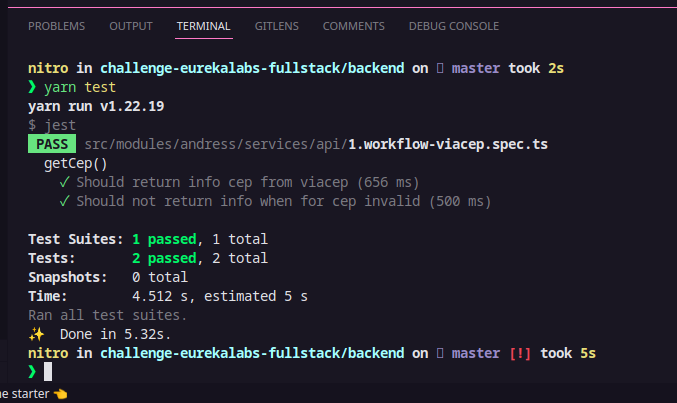 PROBLEMS OUTPUT TERMINAL GITLENS COMMENTS DEBUG CONSOLE
nitro in challenge-eurekalabs-fullstack/backend on master took 2s
❯ yarn test
yarn run v1.22.19
$ jest
PASS src/modules/andress/services/api/1.workflow-viacep.spec.ts
getCep()
✓ Should return info cep from viacep (656 ms)
✓ Should not return info when for cep invalid (500 ms)
Test Suites: 1 passed, 1 total
Tests: 2 passed, 2 total
Snapshots: 0 total
Time: 4.512 s, estimated 5 s
Ran all test suites.
✨ Done in 5.32s.
nitro in challenge-eurekalabs-fullstack/backend on master [!] took 5s
❯
starter 👈